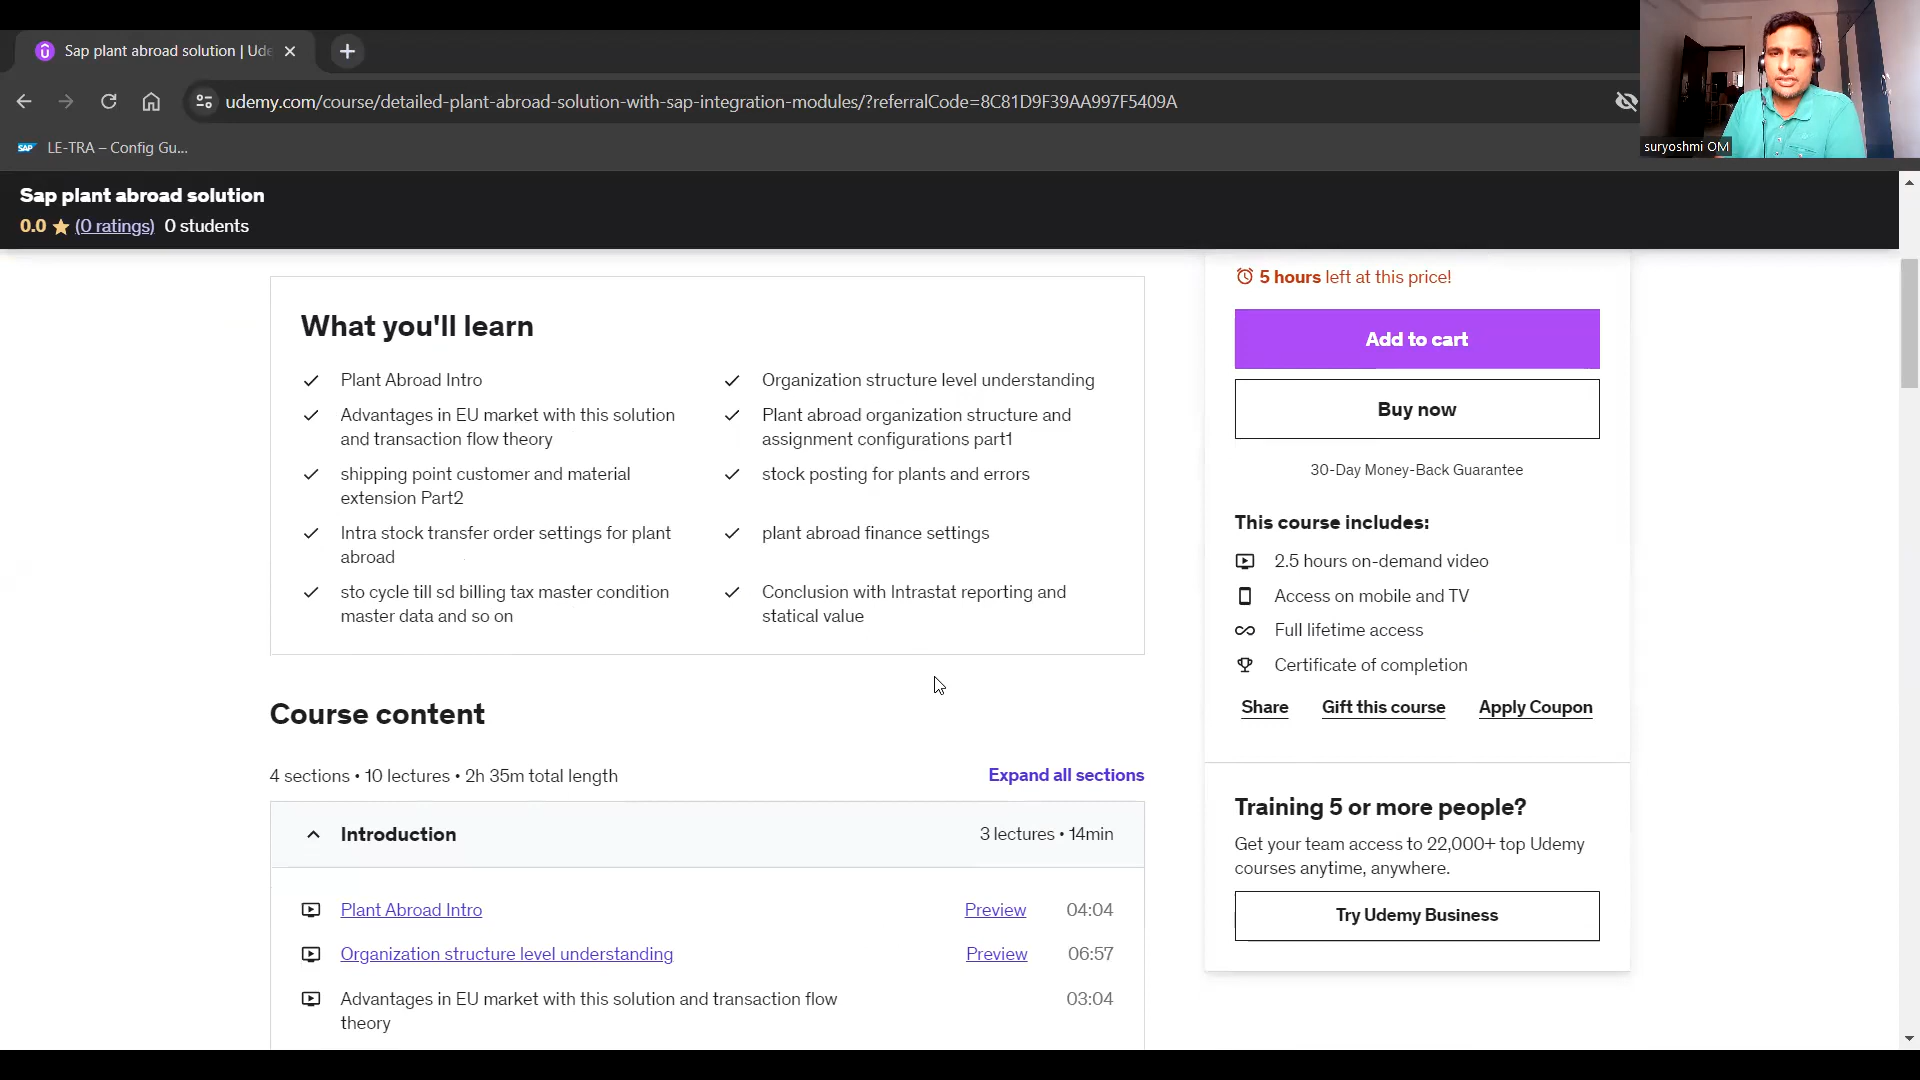 Sap plant abroad solution | Ude
udemy.com/course/detailed-plant-abroad-solution-with-sap-integration-modules/?referralCode=8C81D9F39AA997F5409A
SAP LE-TRA – Config Gu...
suryoshmi OM
Sap plant abroad solution
0.0 (0 ratings) 0 students
What you'll learn
Plant Abroad Intro
Organization structure level understanding
Advantages in EU market with this solution
and transaction flow theory
Plant abroad organization structure and
assignment configurations part1
shipping point customer and material
extension Part2
stock posting for plants and errors
Intra stock transfer order settings for plant
abroad
plant abroad finance settings
sto cycle till sd billing tax master condition
master data and so on
Conclusion with Intrastat reporting and
statical value
Course content
4 sections • 10 lectures • 2h 35m total length
Expand all sections
Introduction
3 lectures • 14min
Plant Abroad Intro Preview 04:04
Organization structure level understanding Preview 06:57
Advantages in EU market with this solution and transaction flow
theory
03:04
5 hours left at this price!
Add to cart
Buy now
30-Day Money-Back Guarantee
This course includes:
2.5 hours on-demand video
Access on mobile and TV
Full lifetime access
Certificate of completion
Share Gift this course Apply Coupon
Training 5 or more people?
Get your team access to 22,000+ top Udemy
courses anytime, anywhere.
Try Udemy Business